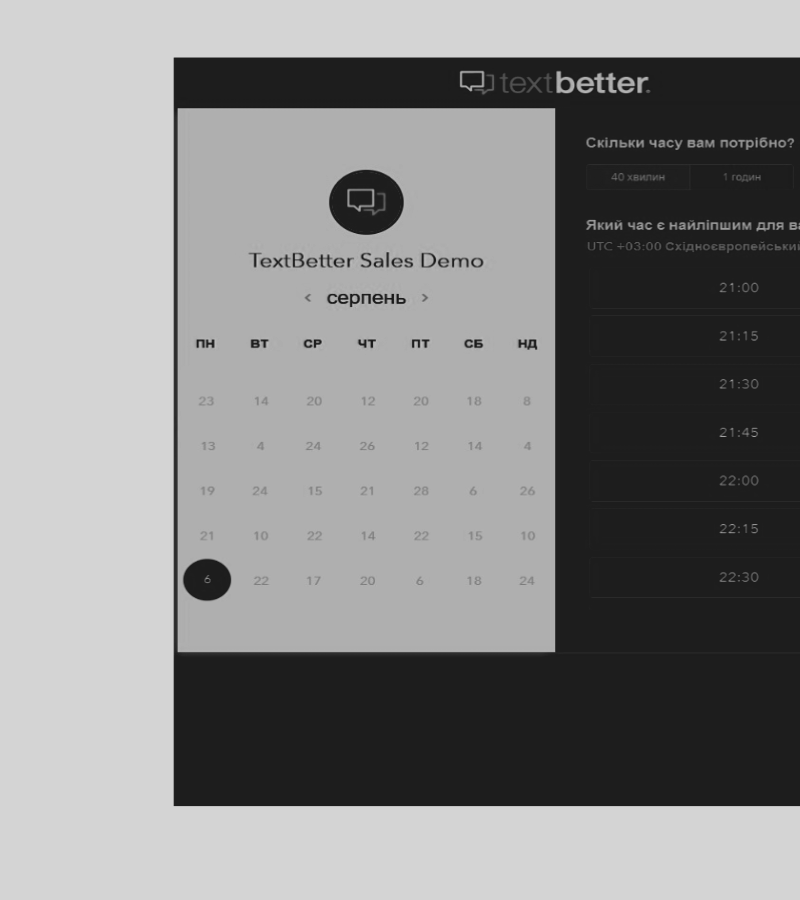 textbetter.
TextBetter Sales Demo
< серпень >
ПН ВТ СР ЧТ ПТ СБ НД
23 14 20 12 20 18 8
13 4 24 26 12 14 4
19 24 15 21 28 6 26
21 10 22 14 22 15 10
6 22 17 20 6 18 24
Скільки часу вам потрібно?
40 хвилин 1 годин
Який час є найліпшим для ва
UTC +03:00 Східноєвропейськи
21:00
21:15
21:30
21:45
22:00
22:15
22:30